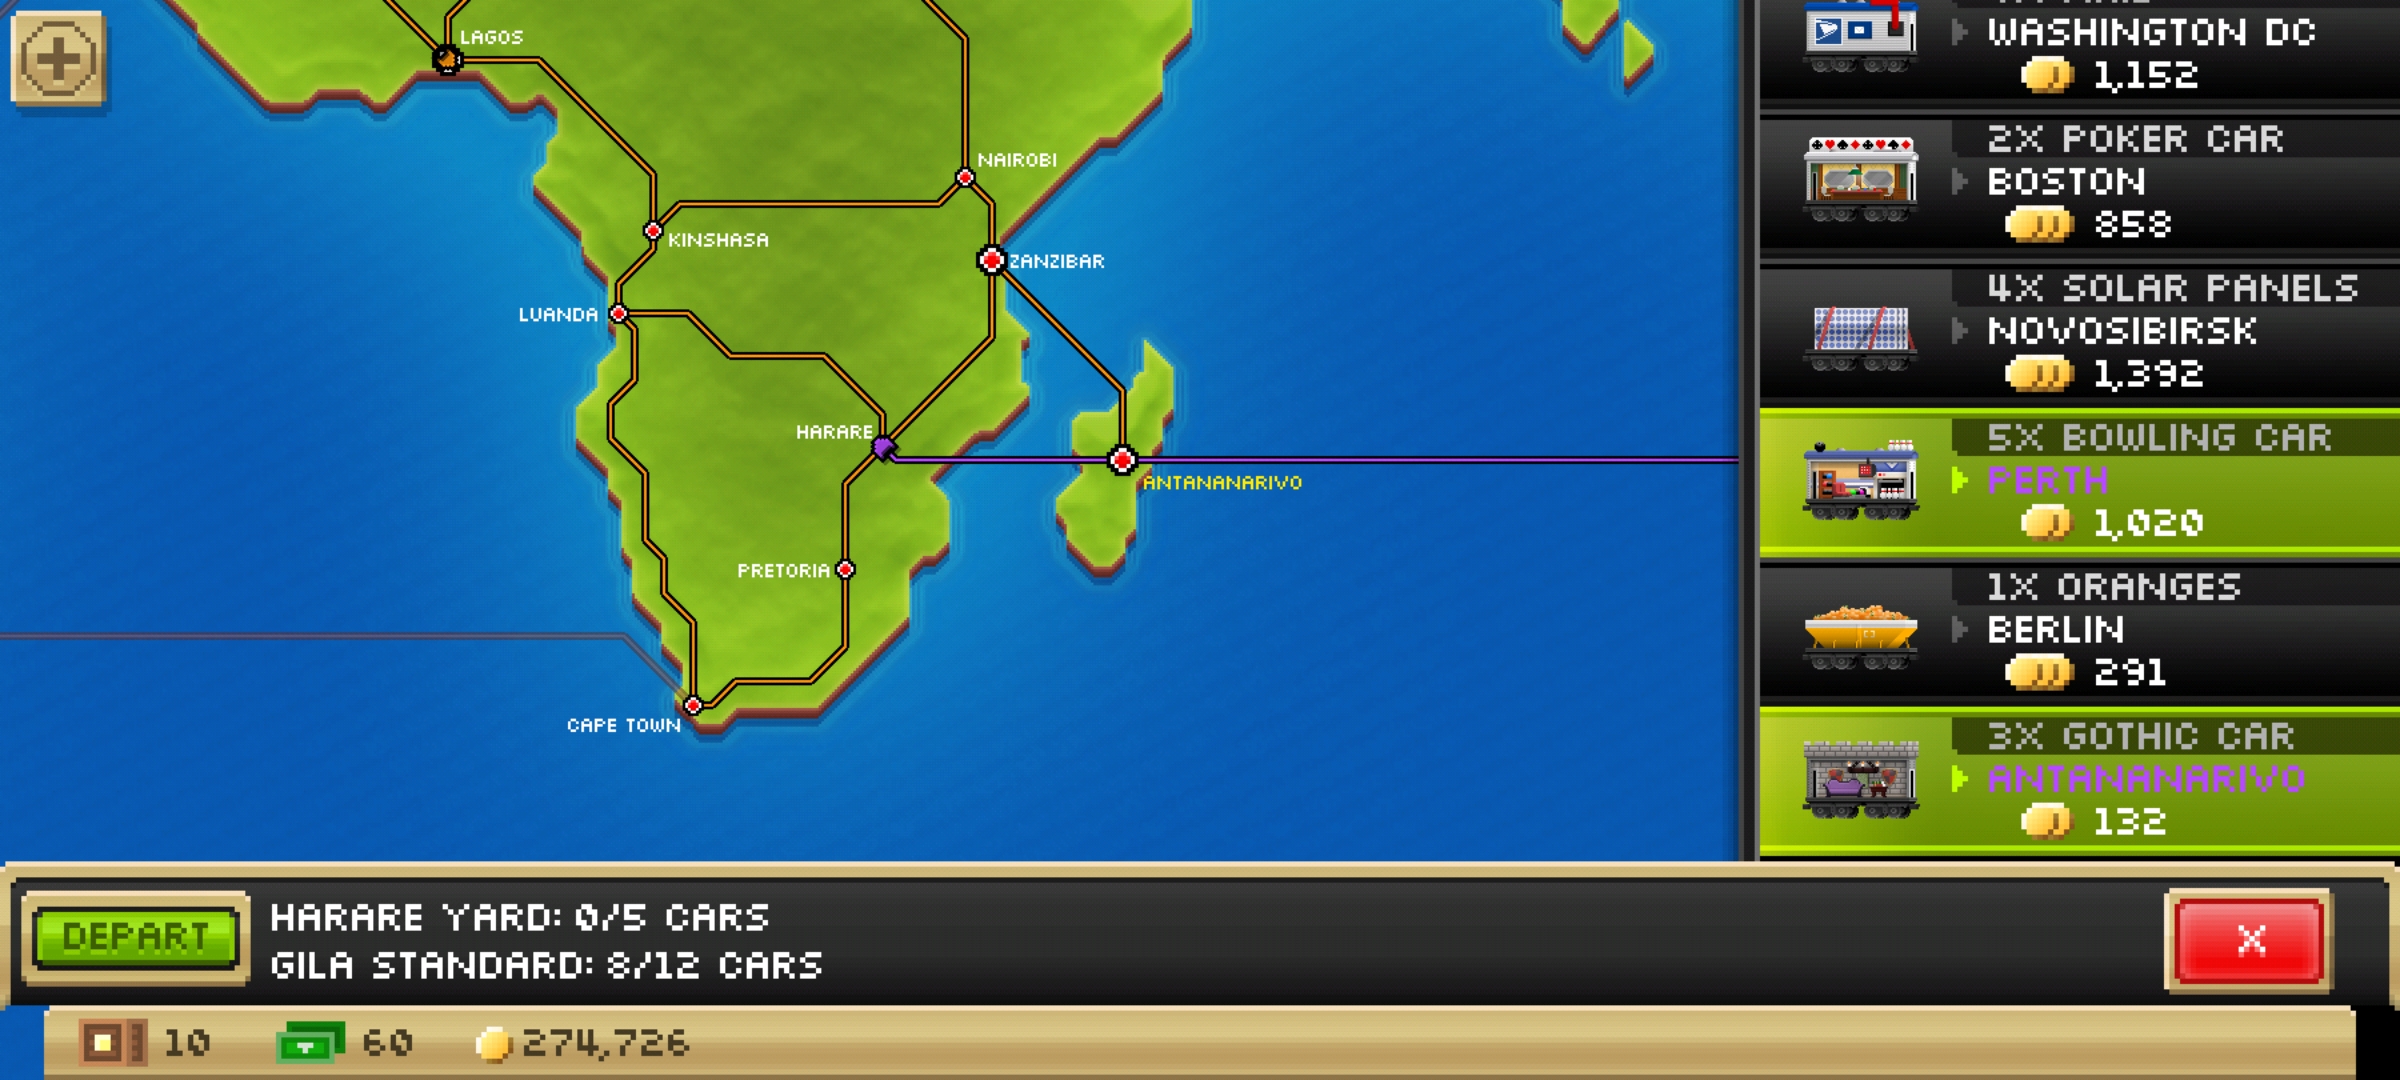 LAGOS
NAIROBI
KINSHASA
ZANZIBAR
LUANDA
HARARE
ANTANANARIVO
PRETORIA
CAPE TOWN
WASHINGTON DC
1,152
2X POKER CAR
BOSTON
858
4X SOLAR PANELS
NOVOSIBIRSK
1,392
5X BOWLING CAR
PERTH
1,020
1X ORANGES
BERLIN
291
3X GOTHIC CAR
ANTANANARIVO
132
DEPART
HARARE YARD: 0/5 CARS
GILA STANDARD: 8/12 CARS
X
10
60
274,726